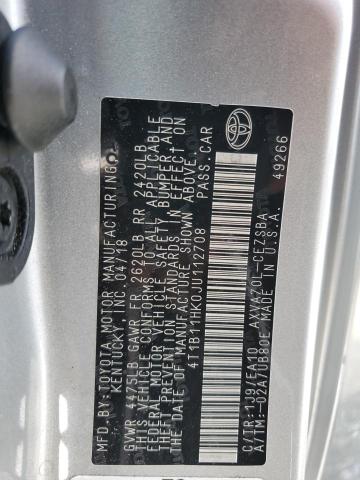 MFD.BY:TOYOTA MOTOR MANUFACTURING,
KENTUCKY, INC. 04/18
GVWR 4475LB GAWR FR 2620LB RR 2420LB
THIS VEHICLE CONFORMS TO ALL APPLICABLE
FEDERAL MOTOR VEHICLE SAFETY, BUMPER, AND
THEFT PREVENTION STANDARDS IN EFFECT ON
THE DATE OF MANUFACTURE SHOWN ABOVE.
4T1B11HK0JU112708 PASS.CAR
C/TR:1J9/EA10 AXVA70L-CEZSBA
A/TM:-02A/UB80E MADE IN U.S.A. 49266